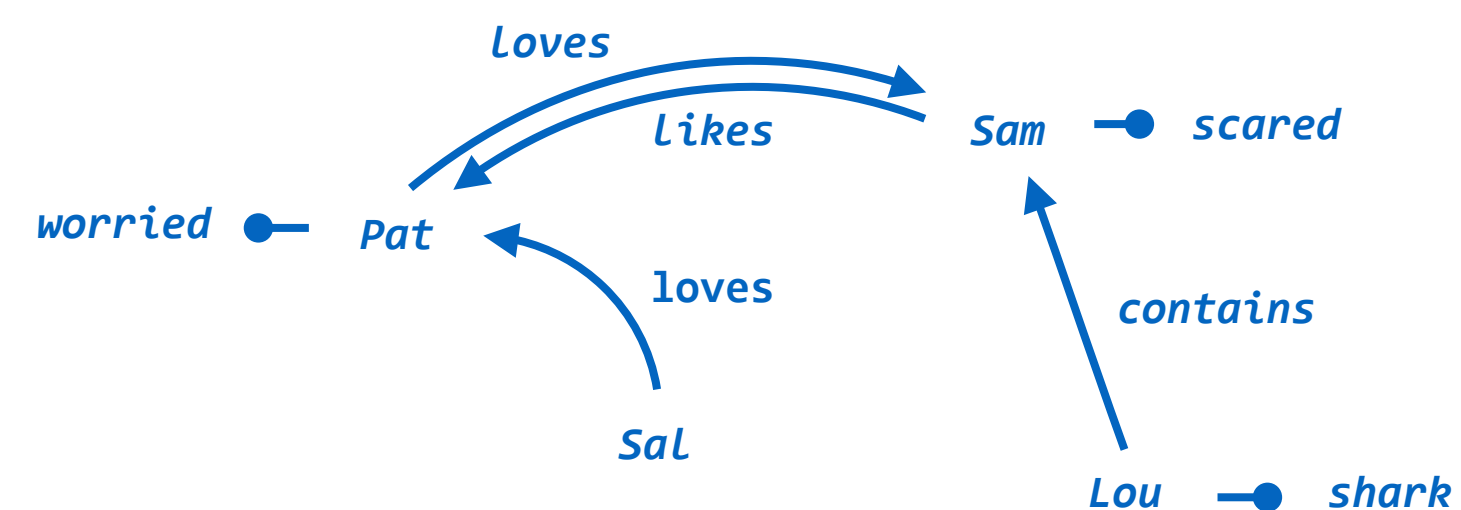 loves
likes
Sam
scared
worried
Pat
loves
contains
Sal
Lou
shark